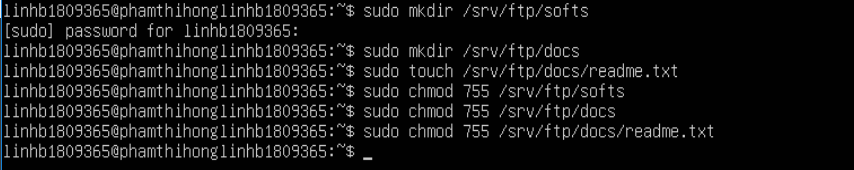 linhb1809365@phamthihonglinhb1809365:~$ sudo mkdir /srv/ftp/softs
[sudo] password for linhb1809365:
linhb1809365@phamthihonglinhb1809365:~$ sudo mkdir /srv/ftp/docs
linhb1809365@phamthihonglinhb1809365:~$ sudo touch /srv/ftp/docs/readme.txt
linhb1809365@phamthihonglinhb1809365:~$ sudo chmod 755 /srv/ftp/softs
linhb1809365@phamthihonglinhb1809365:~$ sudo chmod 755 /srv/ftp/docs
linhb1809365@phamthihonglinhb1809365:~$ sudo chmod 755 /srv/ftp/docs/readme.txt
linhb1809365@phamthihonglinhb1809365:~$ _